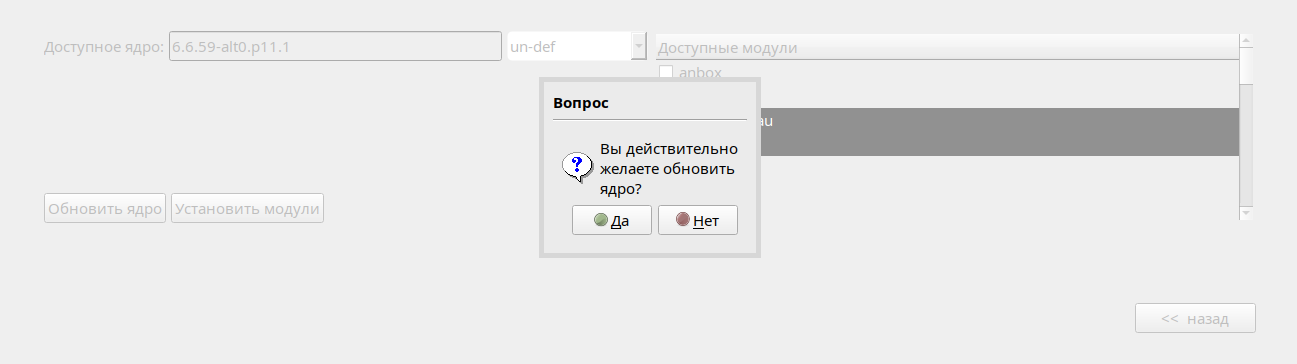 Доступное ядро: 6.6.59-alt0.p11.1 un-def Доступные модули
anbox
Вопрос
Вы действительно
желаете обновить
ядро?
Да Нет
Обновить ядро Установить модули
<< назад